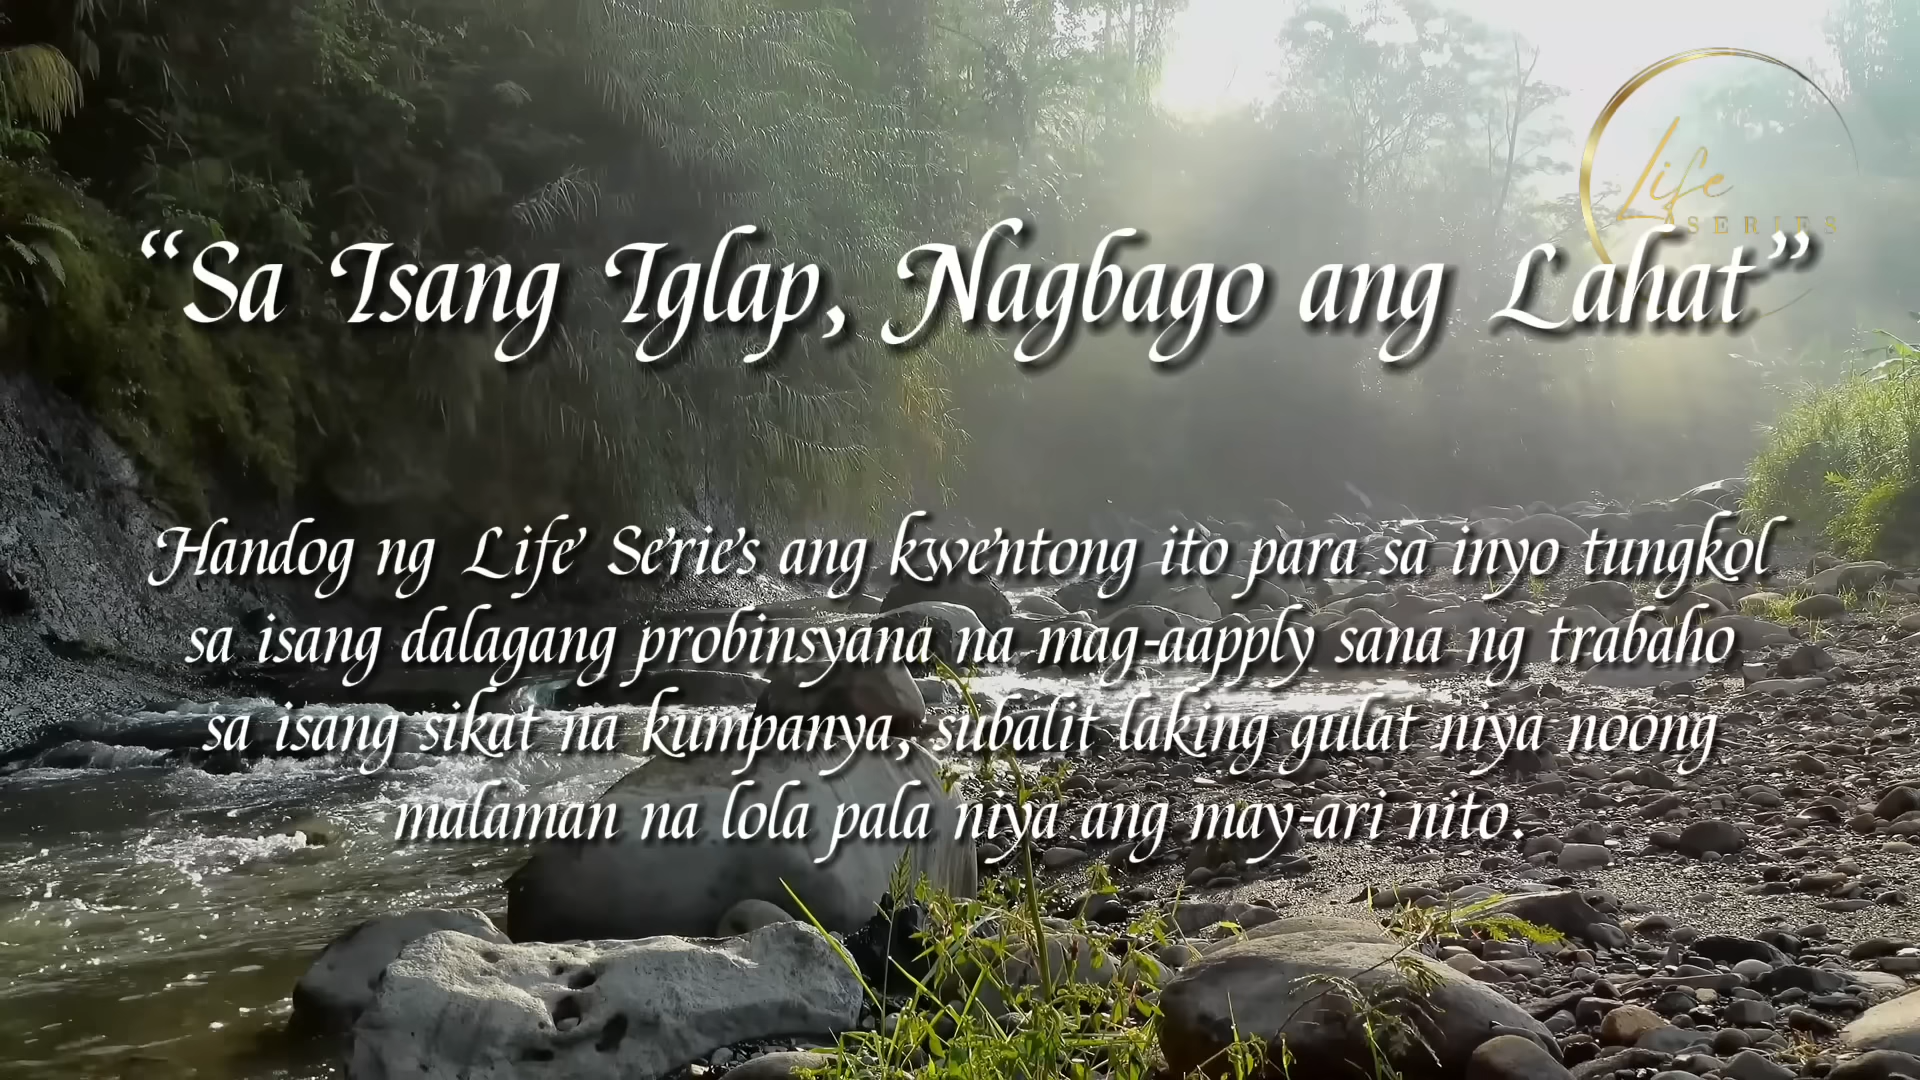 Life
SERIES
“Sa Isang Iglap, Nagbago ang Lahat”
Handog ng Life Series ang kwentong ito para sa inyo tungkol
sa isang dalagang probinsyana na mag-aapply sana ng trabaho
sa isang sikat na kumpanya, subalit laking gulat niya noong
malaman na lola pala niya ang may-ari nito.